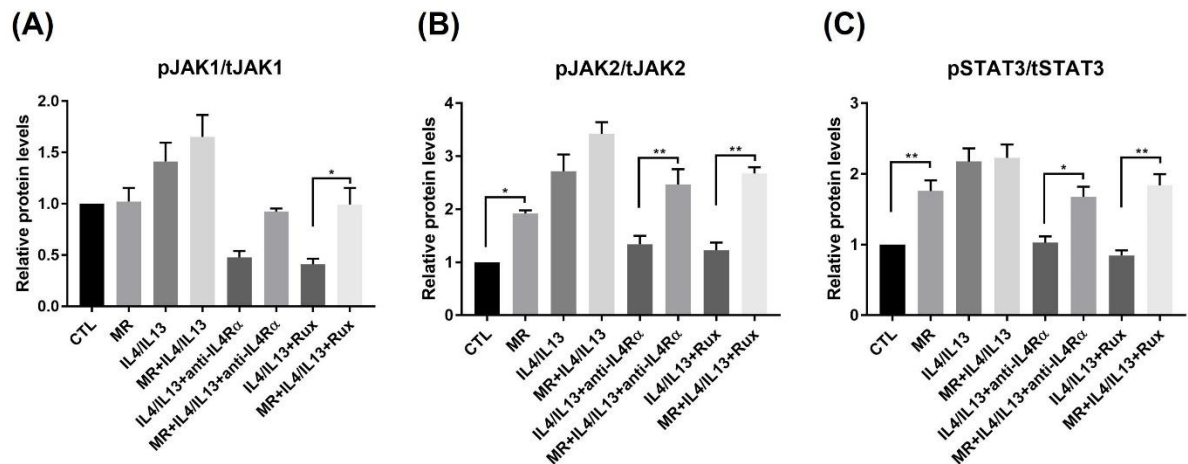 (A)
pJAK1/tJAK1
Relative protein levels
2.0
1.5
1.0
0.5
0.0
*
CTL
MR
IL4/IL13
MR+IL4/IL13
IL4/IL13+anti-IL4Rα
MR+IL4/IL13+anti-IL4Rα
IL4/IL13+Rux
MR+IL4/IL13+Rux
(B)
pJAK2/tJAK2
Relative protein levels
4
3
2
1
0
*
**
**
CTL
MR
IL4/IL13
MR+IL4/IL13
IL4/IL13+anti-IL4Rα
MR+IL4/IL13+anti-IL4Rα
IL4/IL13+Rux
MR+IL4/IL13+Rux
(C)
pSTAT3/tSTAT3
Relative protein levels
3
2
1
0
**
*
**
CTL
MR
IL4/IL13
MR+IL4/IL13
IL4/IL13+anti-IL4Rα
MR+IL4/IL13+anti-IL4Rα
IL4/IL13+Rux
MR+IL4/IL13+Rux